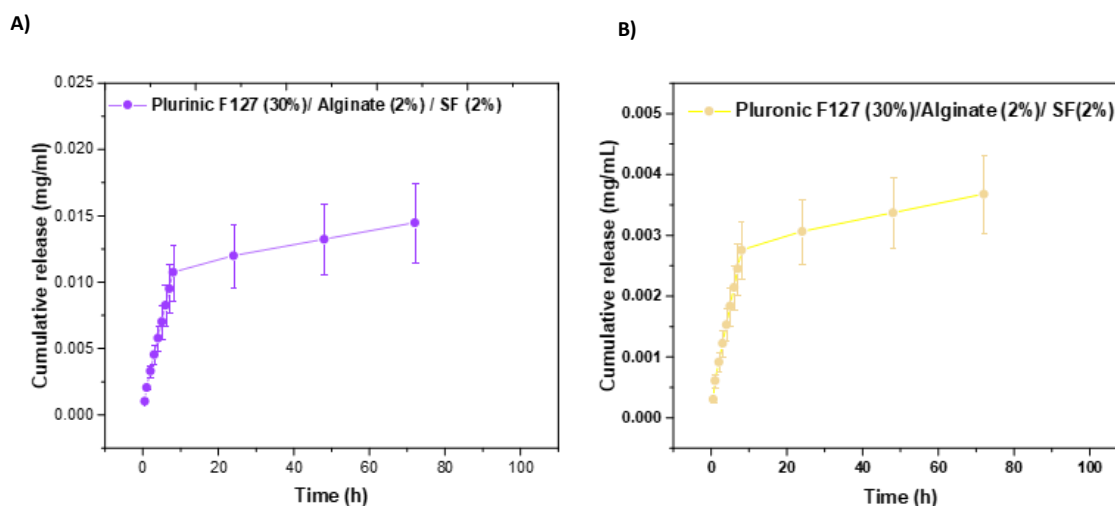 A)
B)
Plurinic F127 (30%)/ Alginate (2%) / SF (2%)
Cumulative release (mg/ml)
0.025
0.020
0.015
0.010
0.005
0.000
0 20 40 60 80 100
Time (h)
Pluronic F127 (30%)/Alginate (2%)/ SF(2%)
Cumulative release (mg/mL)
0.005
0.004
0.003
0.002
0.001
0.000
0 20 40 60 80 100
Time (h)